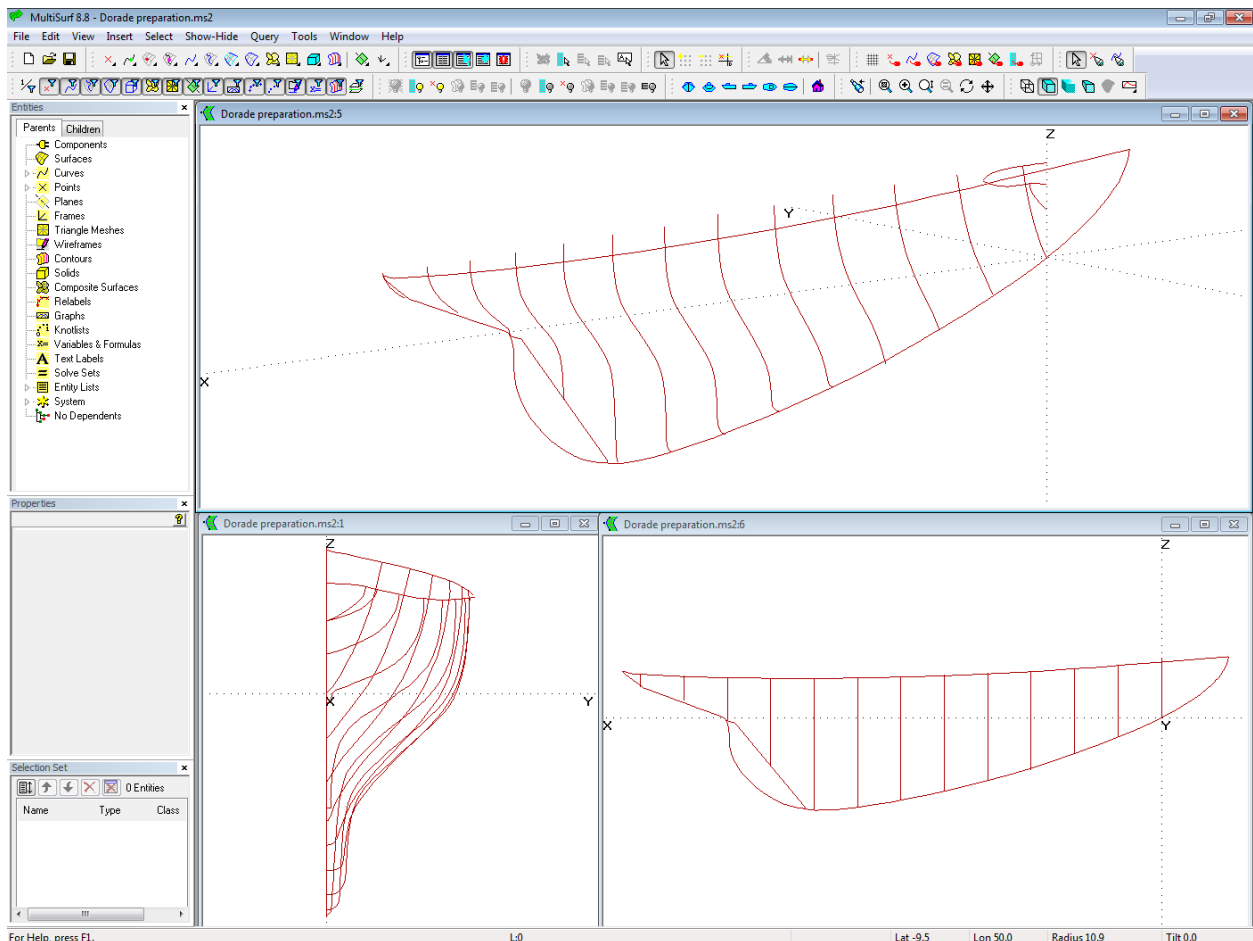 MultiSurf 8.8 - Dorade preparation.ms2
File Edit View Insert Select Show-Hide Query Tools Window Help
Entities
Parents Children
Components
Surfaces
Curves
Points
Planes
Frames
Triangle Meshes
Wireframes
Contours
Solids
Composite Surfaces
Relabels
Graphs
Knotlists
Variables & Formulas
Text Labels
Solve Sets
Entity Lists
System
No Dependents
Dorade preparation.ms2:5
Z
Y
X
Properties
Dorade preparation.ms2:1
Z
X
Y
Dorade preparation.ms2:6
Z
X
Y
Selection Set
0 Entities
Name Type Class
For Help, press F1.
L:0
Lat -9.5 Lon 50.0 Radius 10.9 Tilt 0.0